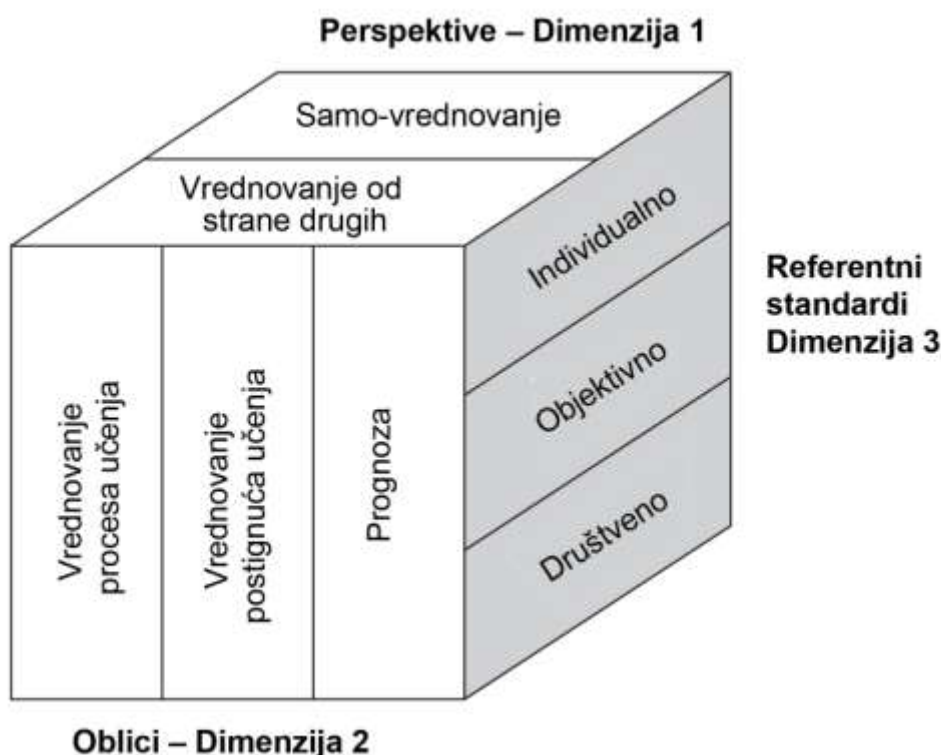 Perspektive – Dimenzija 1
Samo-vrednovanje
Vrednovanje od
strane drugih
Individualno
Objektivno
Društveno
Referentni
standardi
Dimenzija 3
Vrednovanje
procesa učenja
Vrednovanje
postignuća učenja
Prognoza
Oblici – Dimenzija 2